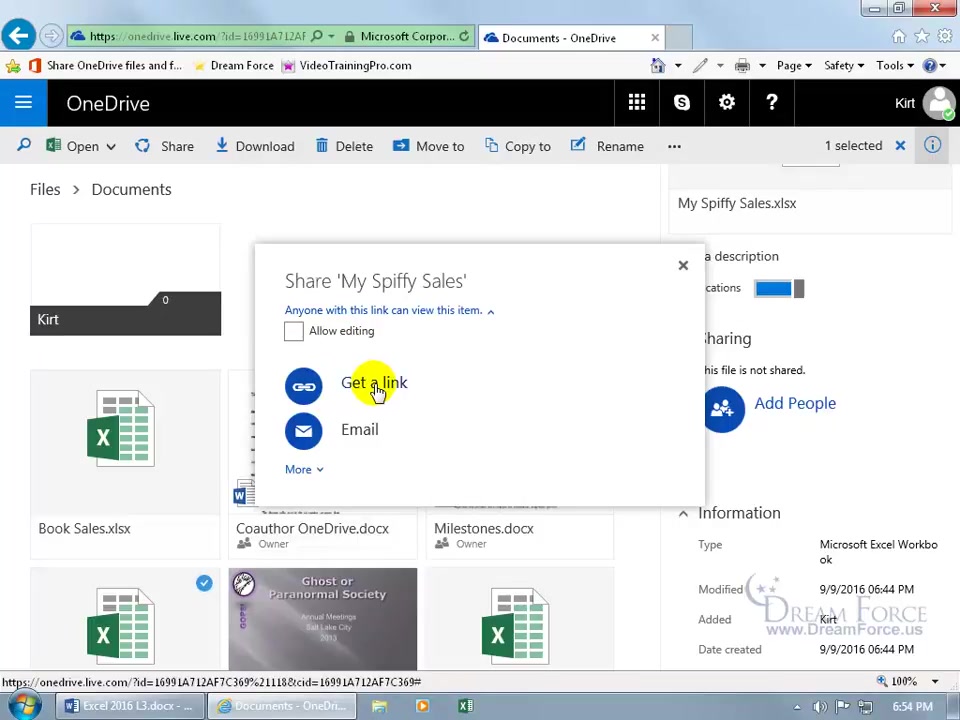 https://onedrive.live.com/?id=16991A712AF
Microsoft Corpor...
Documents - OneDrive
Share OneDrive files and f...
Dream Force
VideoTrainingPro.com
Page
Safety
Tools
OneDrive
Kirt
Open
Share
Download
Delete
Move to
Copy to
Rename
1 selected
Files > Documents
My Spiffy Sales.xlsx
a description
Share 'My Spiffy Sales'
Anyone with this link can view this item.
Allow editing
cations
0
Kirt
Sharing
his file is not shared.
Get a link
Add People
Email
More
Book Sales.xlsx
Coauthor OneDrive.docx
Owner
Milestones.docx
Owner
Information
Type
Microsoft Excel Workbo
ok
Modified
9/9/2016 06:44 PM
Added
Kirt
Date created
9/9/2016 06:44 PM
Ghost or
Paranormal Society
Annual Meetings
Salt Lake City
2013
DREAM FORCE
www.DreamForce.us
https://onedrive.live.com/?id=16991A712AF7C369%21118&cid=16991A712AF7C369#
100%
Excel 2016 L3.docx - ...
Documents - OneDri...
6:54 PM